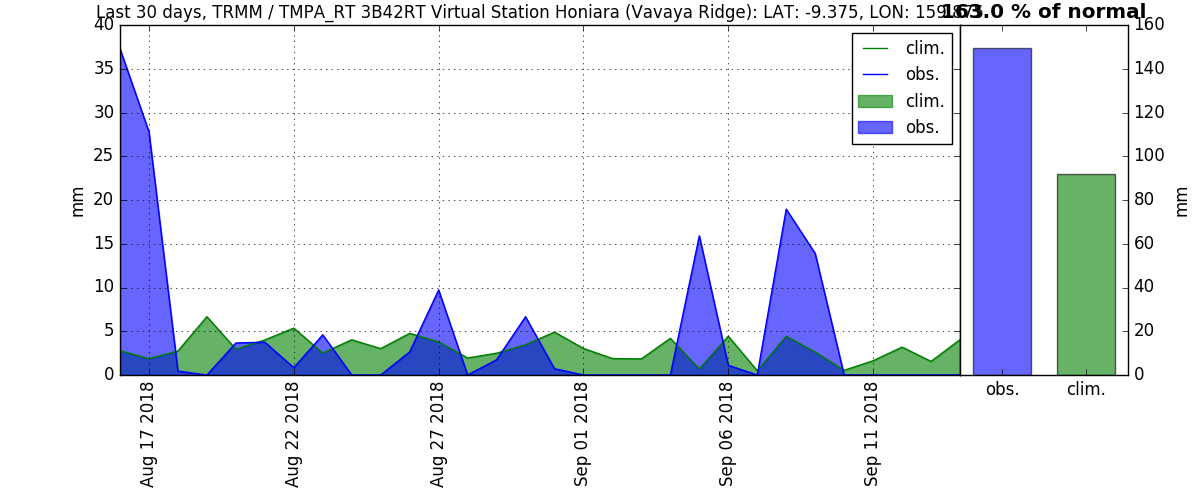 Last 30 days, TRMM / TMPA_RT 3B42RT Virtual Station Honiara (Vavaya Ridge): LAT: -9.375, LON:
163.0 % of normal
40
35
30
25
20
15
10
5
0
mm
clim.
obs.
clim.
obs.
Aug 17 2018
Aug 22 2018
Aug 27 2018
Sep 01 2018
Sep 06 2018
Sep 11 2018
160
140
120
100
80
60
40
20
0
mm
obs.
clim.